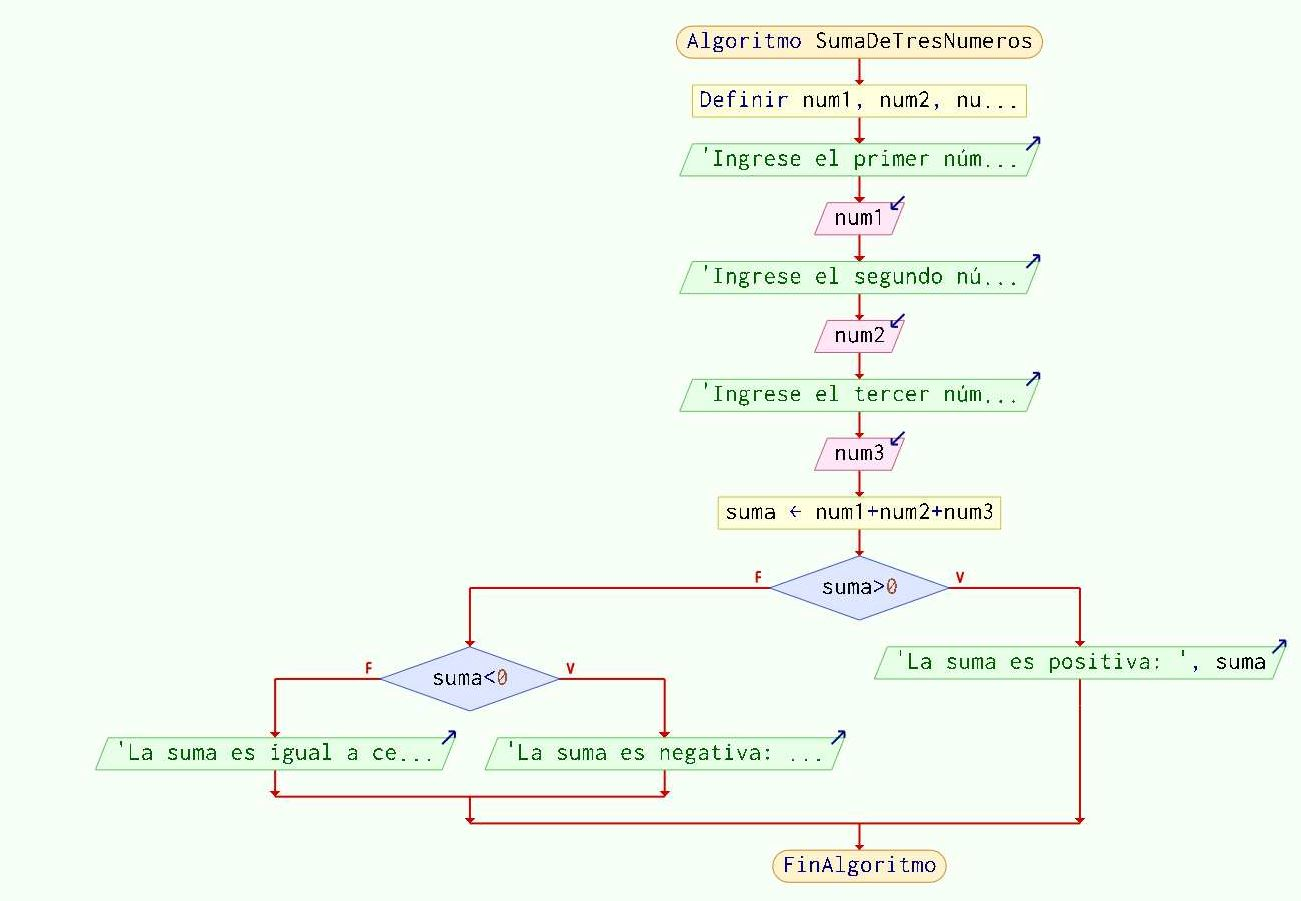 Algoritmo SumaDeTresNumeros
Definir num1, num2, nu...
'Ingrese el primer núm...
num1
'Ingrese el segundo nú...
num2
'Ingrese el tercer núm...
num3
suma ← num1+num2+num3
F
suma>0
V
'La suma es positiva: ', suma
F
suma<0
V
'La suma es igual a ce...
'La suma es negativa: ...
FinAlgoritmo